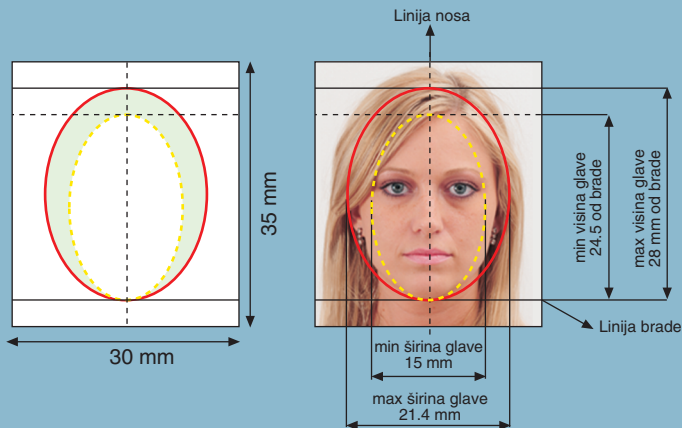 Linija nosa
35 mm
30 mm
min visina glave
24.5 od brade
max visina glave
28 mm od brade
Linija brade
min širina glave
15 mm
max širina glave
21.4 mm